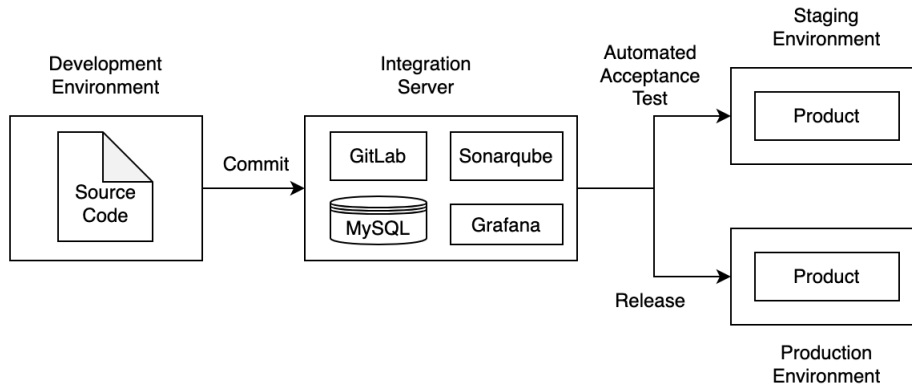 Development
Environment
Source
Code
Commit
Integration
Server
GitLab
Sonarqube
MySQL
Grafana
Automated
Acceptance
Test
Staging
Environment
Product
Release
Product
Production
Environment